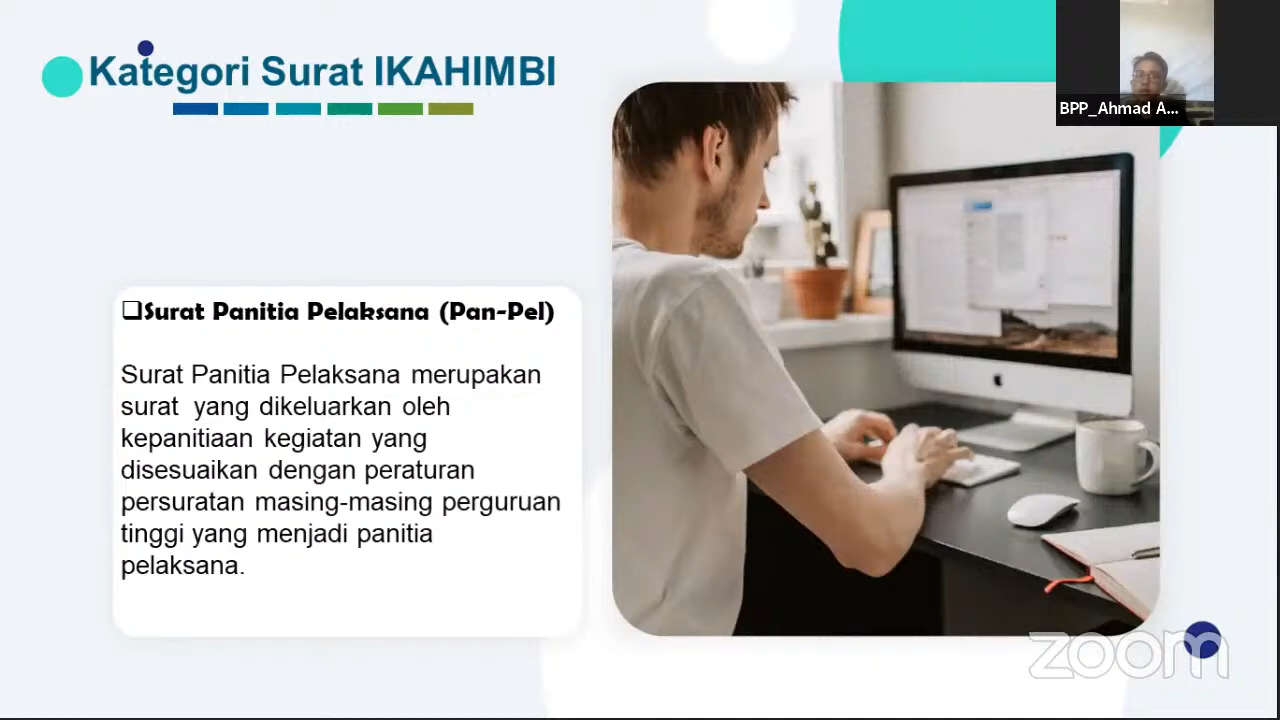 Kategori Surat IKAHIMBI
BPP_Ahmad A...
❑Surat Panitia Pelaksana (Pan-Pel)
Surat Panitia Pelaksana merupakan
surat yang dikeluarkan oleh
kepanitiaan kegiatan yang
disesuaikan dengan peraturan
persuratan masing-masing perguruan
tinggi yang menjadi panitia
pelaksana.
zoom